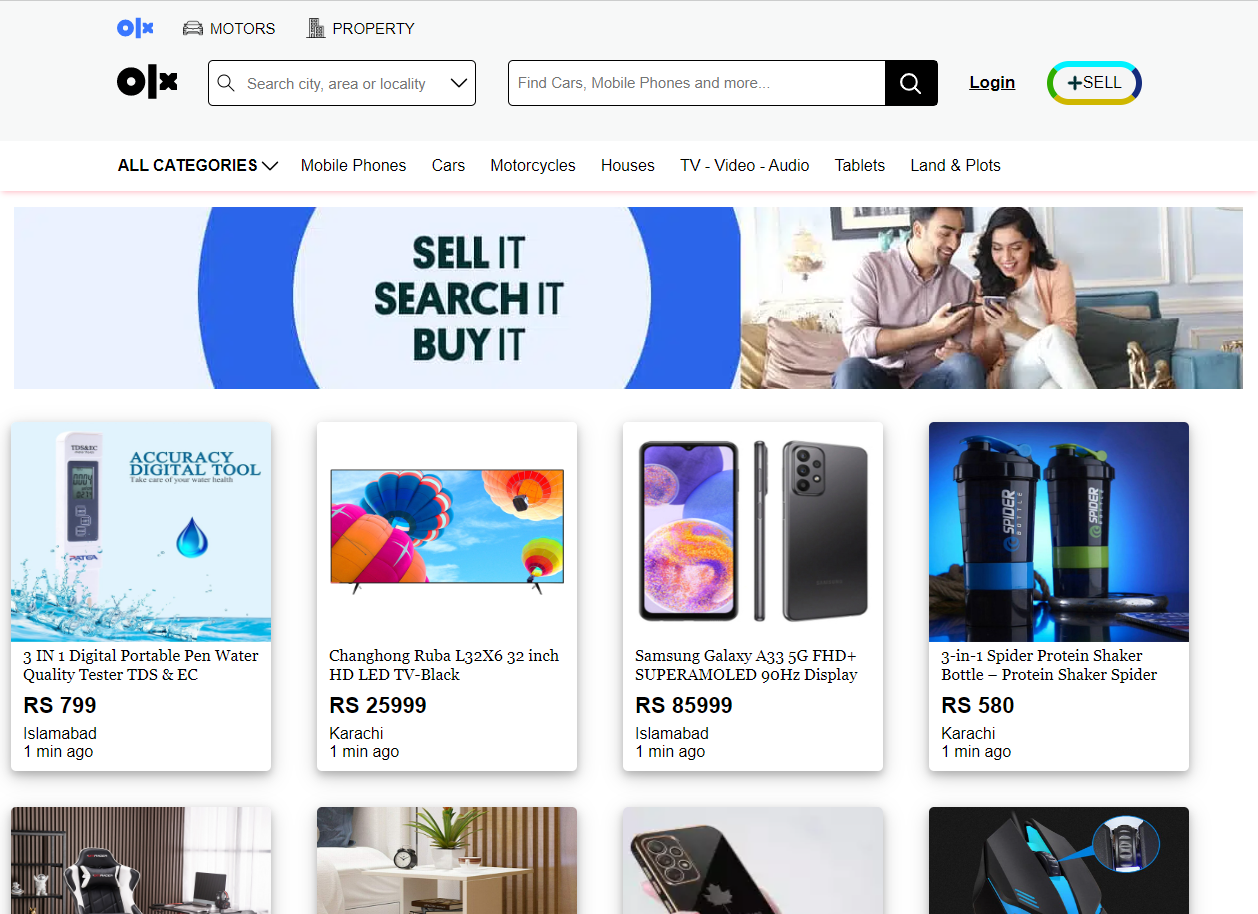 olx MOTORS PROPERTY
olx Search city, area or locality Find Cars, Mobile Phones and more... Login +SELL
ALL CATEGORIES Mobile Phones Cars Motorcycles Houses TV - Video - Audio Tablets Land & Plots
SELL IT
SEARCH IT
BUY IT
TDS&EC
ACCURACY
DIGITAL TOOL
Take care of your water health
SPIDER
BOTTLE
SPIDER
BOTTLE
SAMSUNG
3 IN 1 Digital Portable Pen Water
Quality Tester TDS & EC
RS 799
Islamabad
1 min ago
Changhong Ruba L32X6 32 inch
HD LED TV-Black
RS 25999
Karachi
1 min ago
Samsung Galaxy A33 5G FHD+
SUPERAMOLED 90Hz Display
RS 85999
Islamabad
1 min ago
3-in-1 Spider Protein Shaker
Bottle – Protein Shaker Spider
RS 580
Karachi
1 min ago